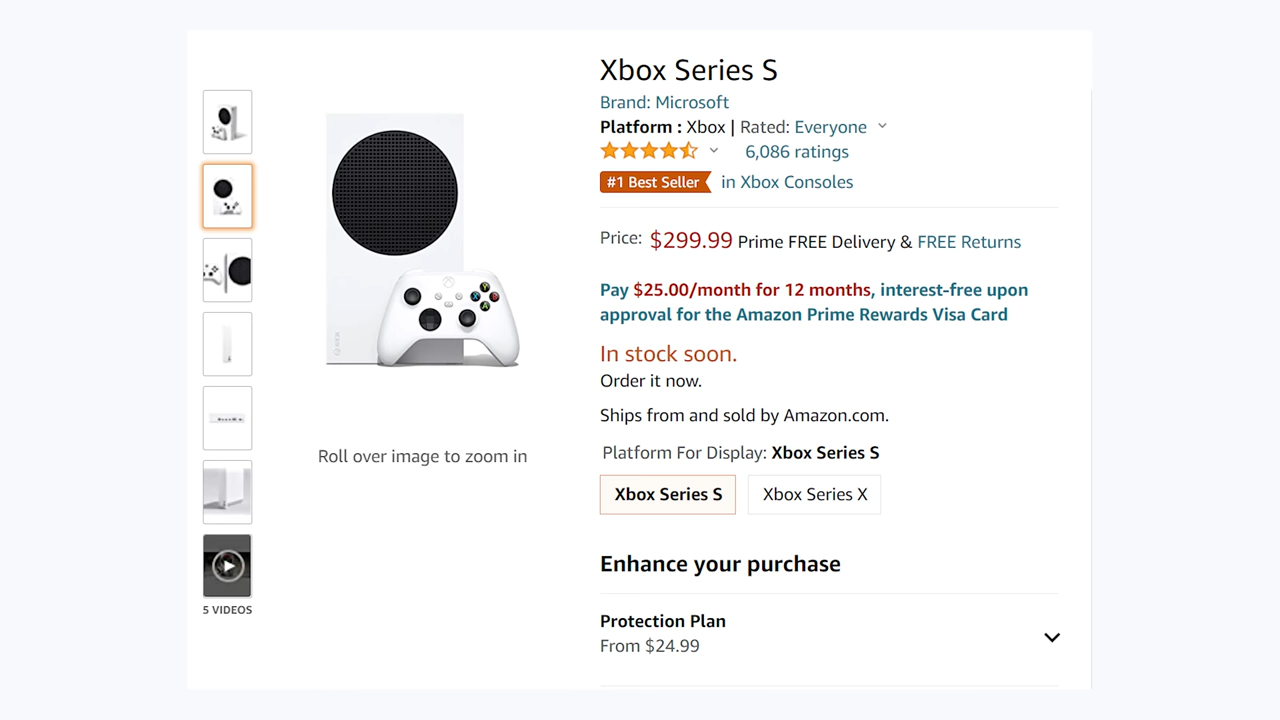 Xbox Series S
Brand: Microsoft
Platform : Xbox | Rated: Everyone
6,086 ratings
#1 Best Seller in Xbox Consoles
Price: $299.99 Prime FREE Delivery & FREE Returns
Pay $25.00/month for 12 months, interest-free upon
approval for the Amazon Prime Rewards Visa Card
In stock soon.
Order it now.
Ships from and sold by Amazon.com.
Platform For Display: Xbox Series S
Xbox Series S
Xbox Series X
Enhance your purchase
Protection Plan
From $24.99
Roll over image to zoom in
5 VIDEOS
Y
X
B
A
XBOX